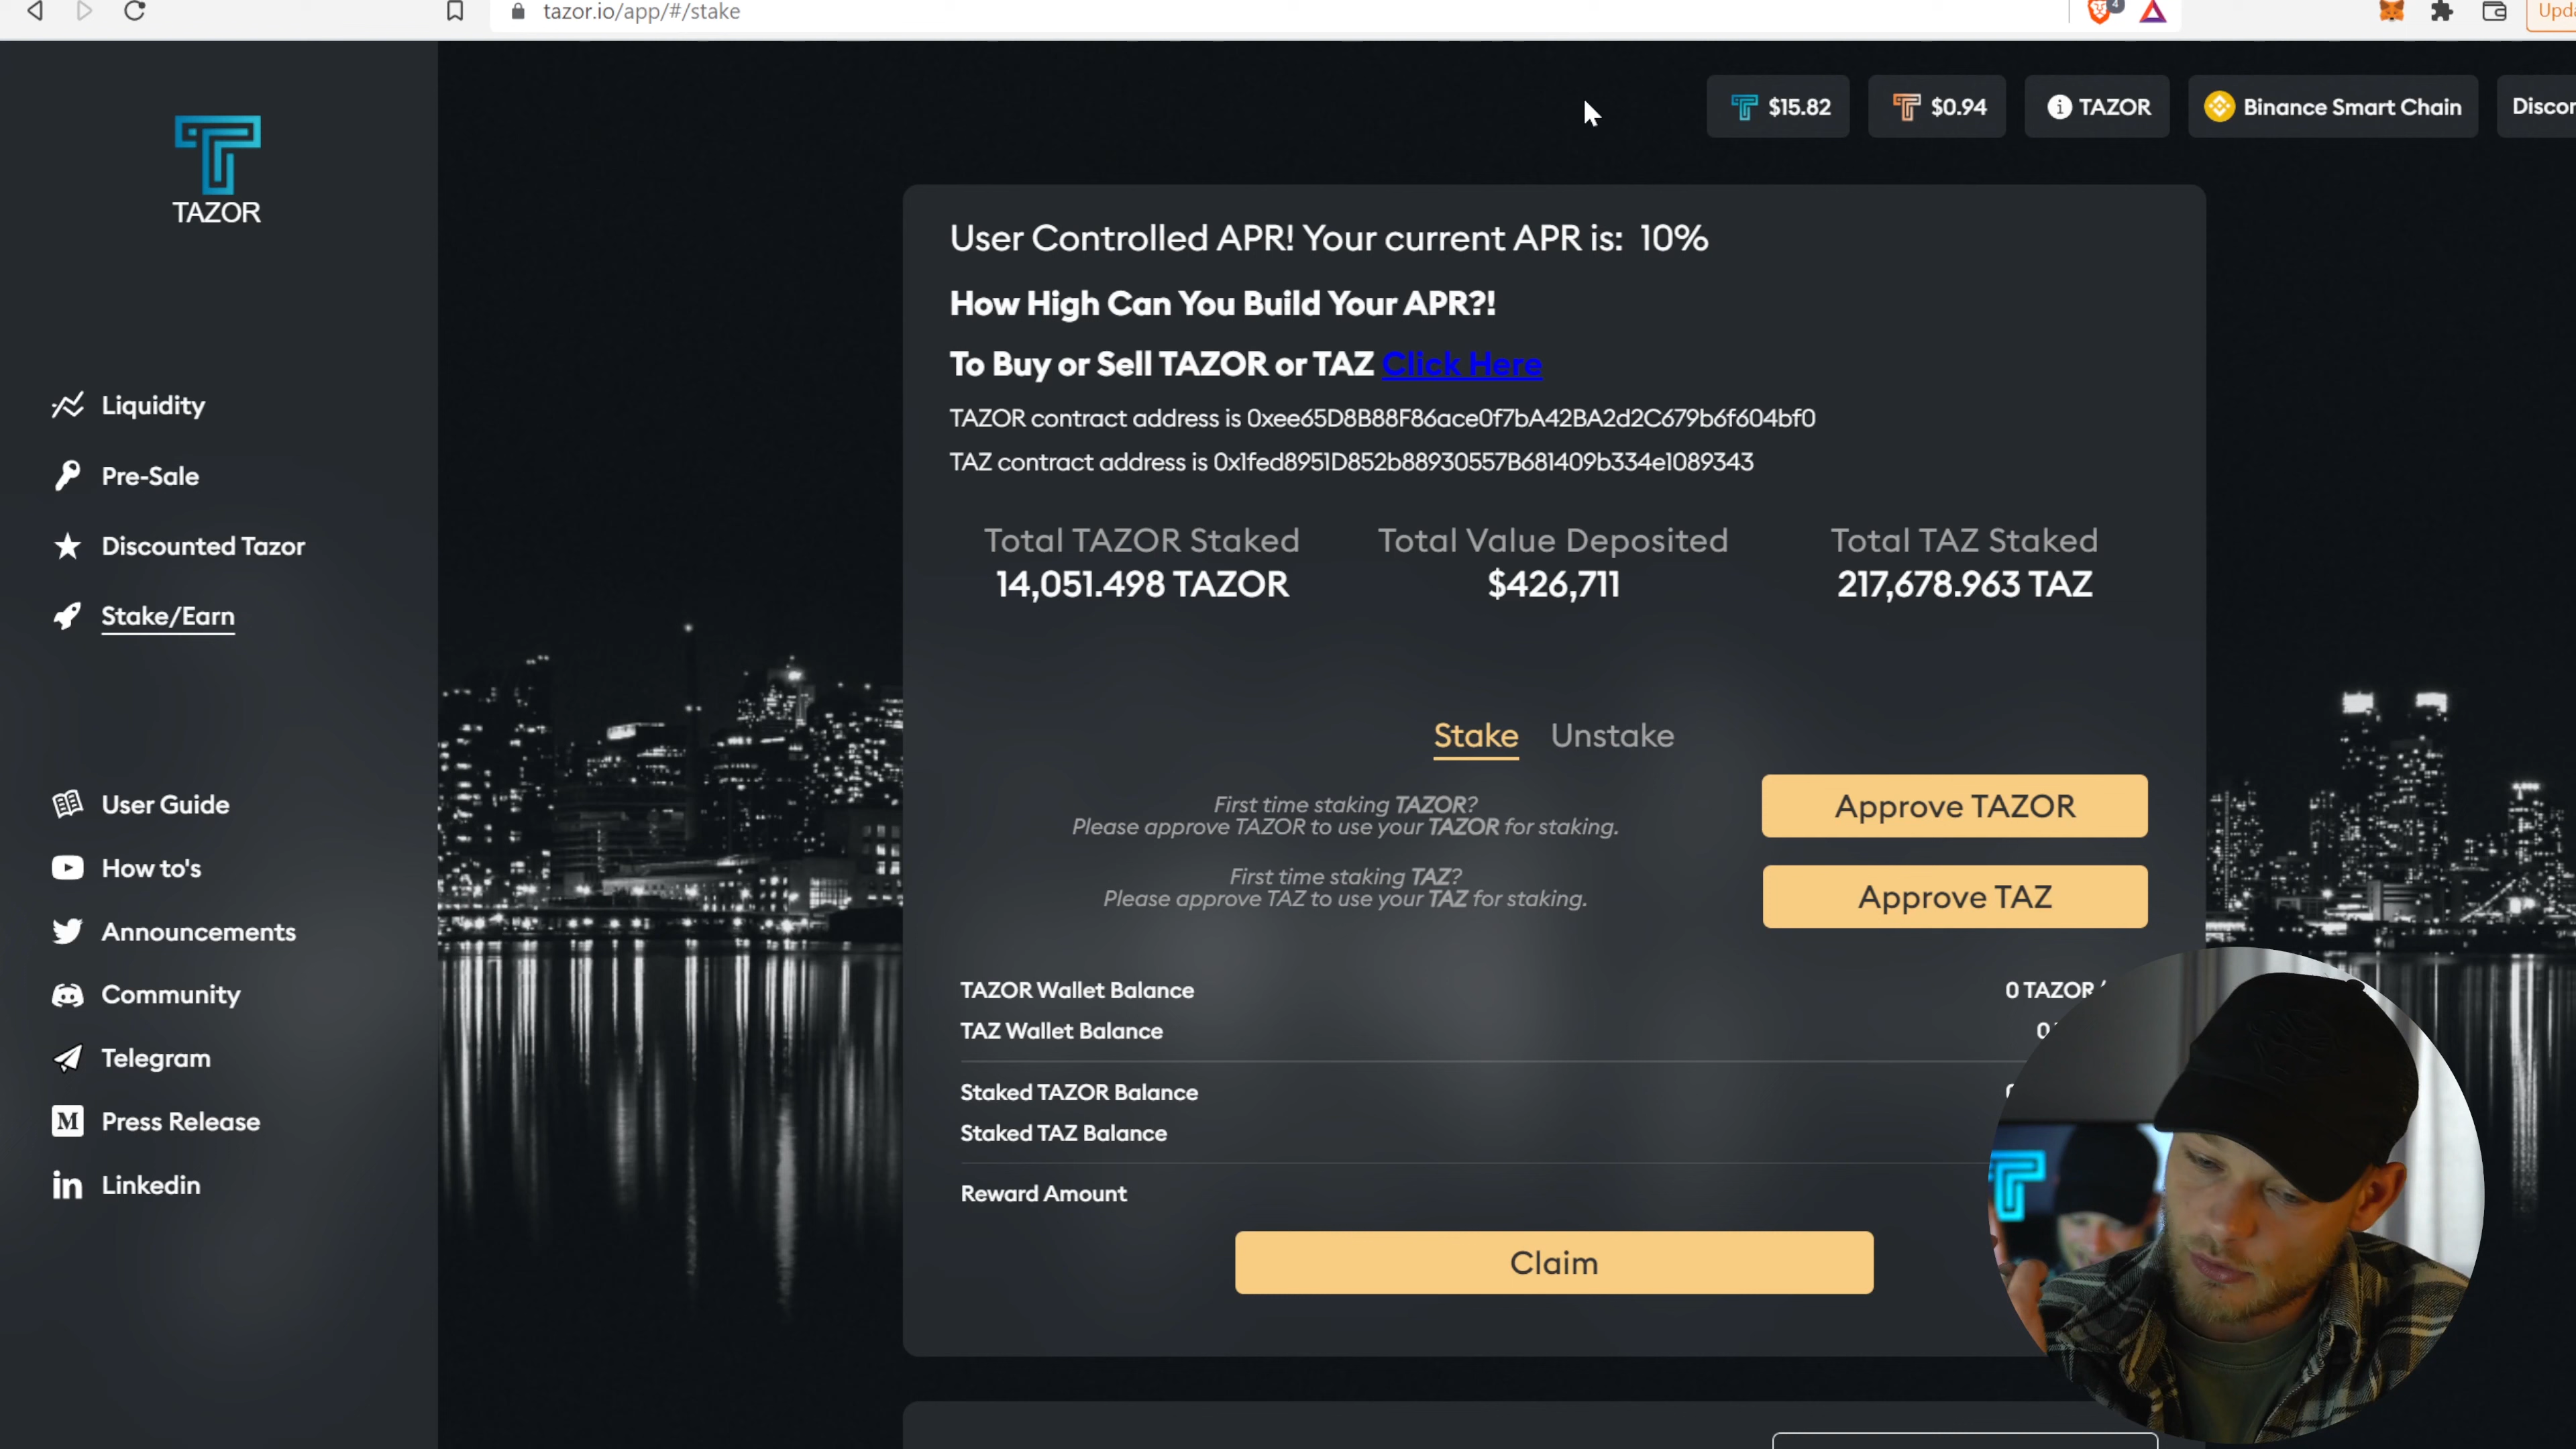 tazor.io/app/#/stake
4
TAZOR
$15.82
$0.94
TAZOR
Binance Smart Chain
Liquidity
Pre-Sale
Discounted Tazor
Stake/Earn
User Guide
How to's
Announcements
Community
Telegram
Press Release
Linkedin
User Controlled APR! Your current APR is: 10%
How High Can You Build Your APR?!
To Buy or Sell TAZOR or TAZ Click Here
TAZOR contract address is 0xee65D8B88F86ace0f7bA42BA2d2C679b6f604bf0
TAZ contract address is 0x1fed8951D852b88930557B681409b334e1089343
Total TAZOR Staked
14,051.498 TAZOR
Total Value Deposited
$426,711
Total TAZ Staked
217,678.963 TAZ
Stake Unstake
First time staking TAZOR?
Please approve TAZOR to use your TAZOR for staking.
Approve TAZOR
First time staking TAZ?
Please approve TAZ to use your TAZ for staking.
Approve TAZ
TAZOR Wallet Balance 0 TAZOR
TAZ Wallet Balance 0
Staked TAZOR Balance
Staked TAZ Balance
Reward Amount
Claim